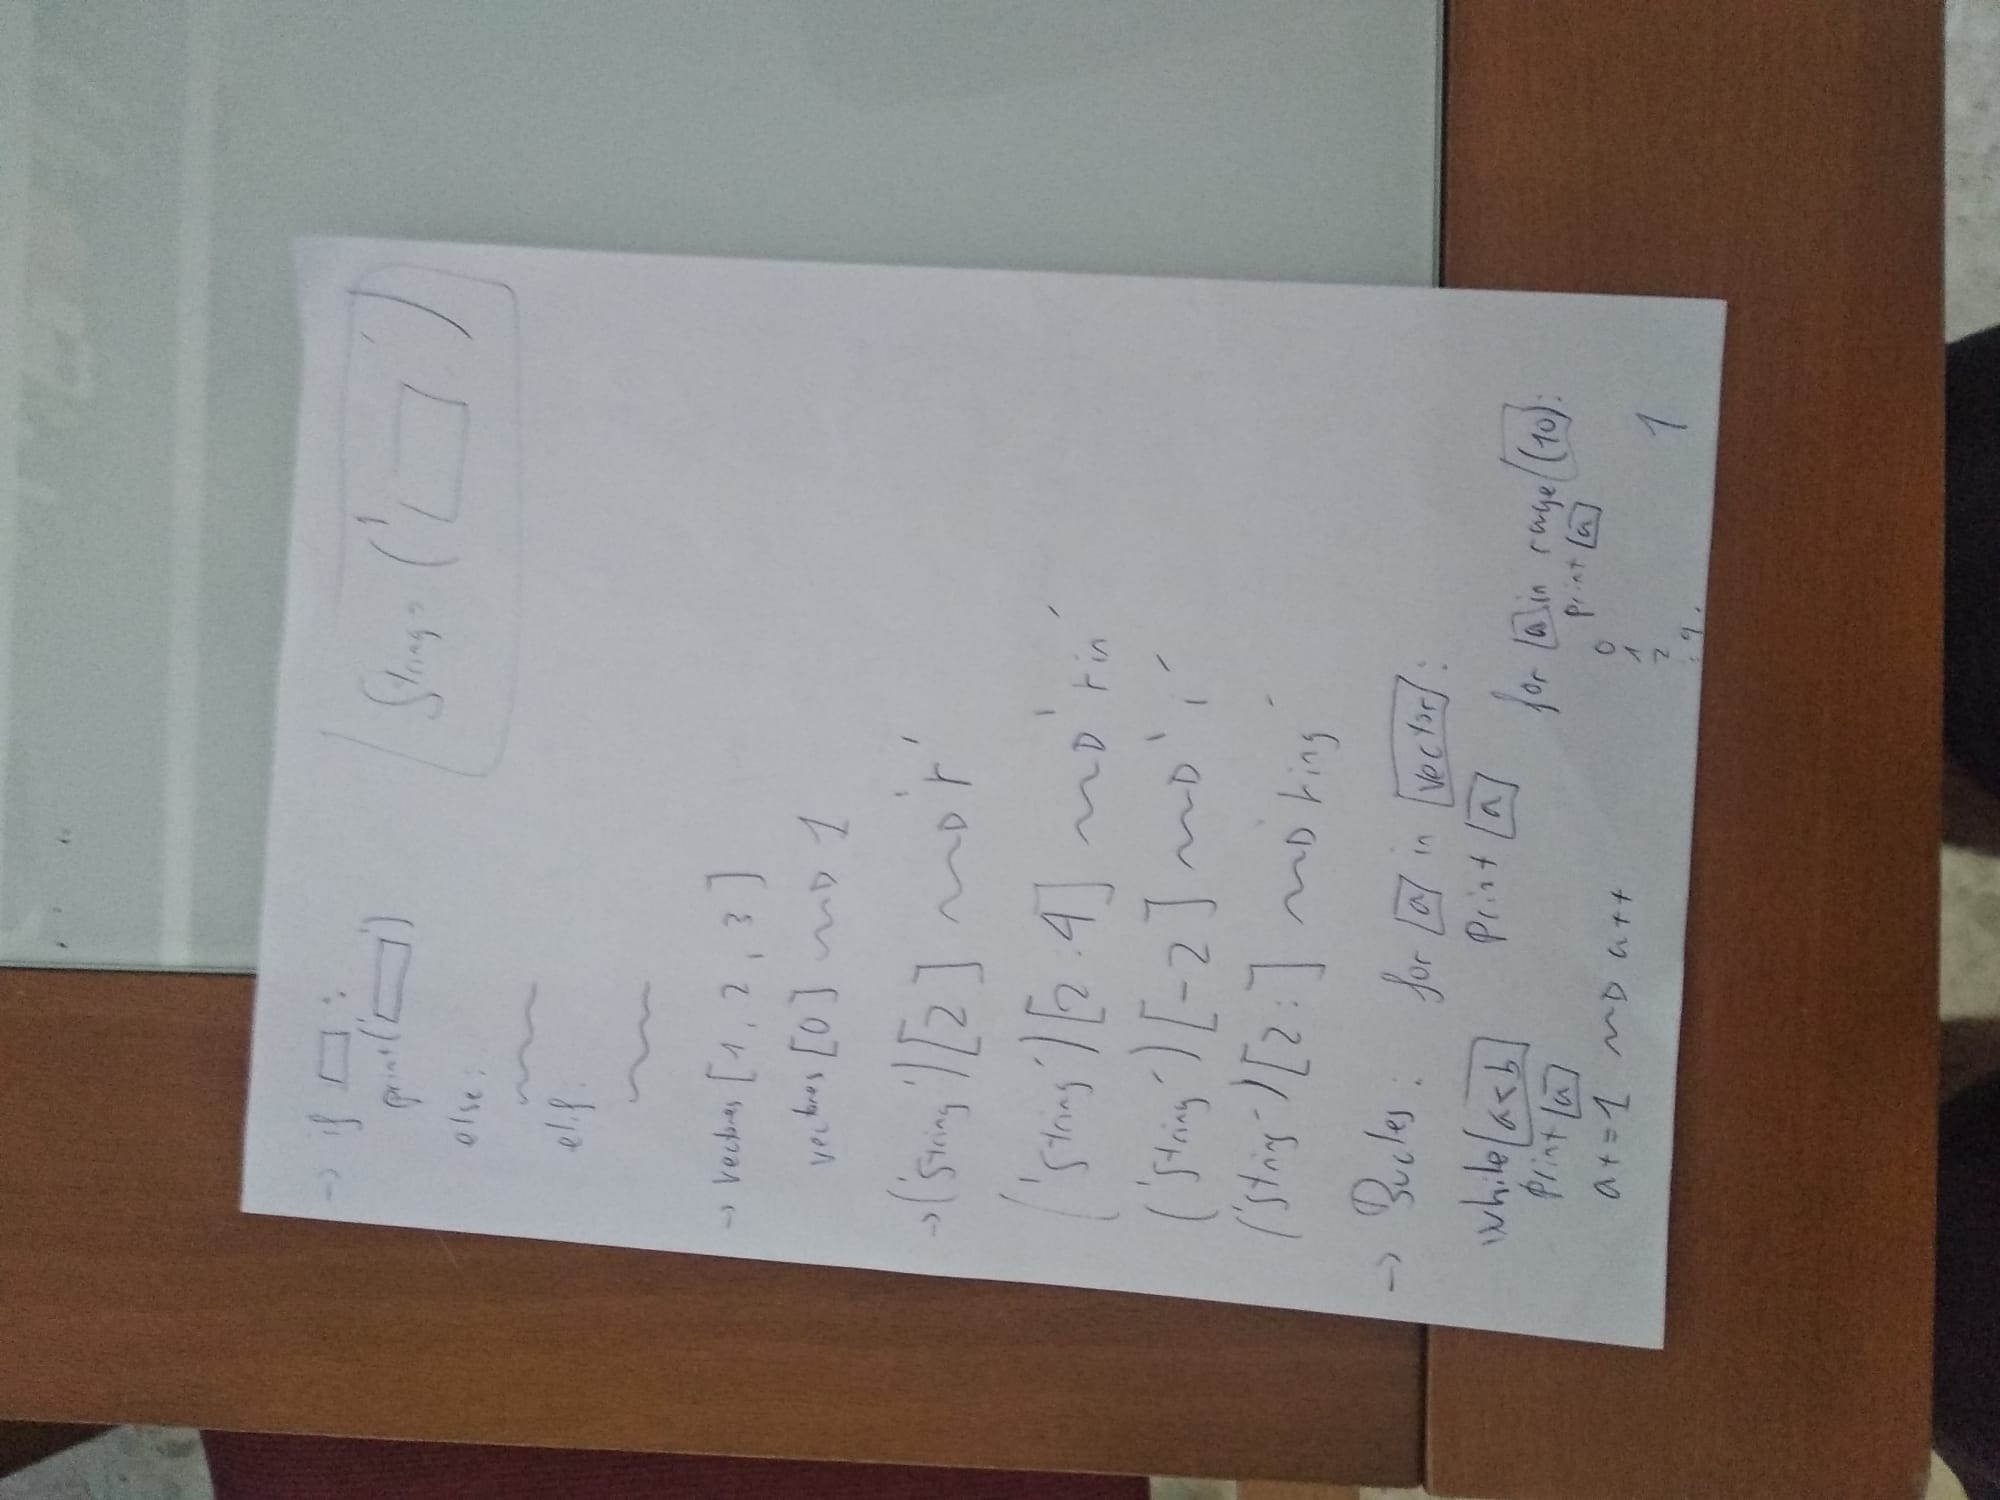 -> if □:
print('□')
String -> ('□')
else:
elif:
-> vectores [1, 2, 3]
vectores [0] ~> 1
-> ('String')[2] ~> 'r'
('String')[2:4] ~> 'rin'
('String')[-2] ~> 'i'
('String')[2:] ~> ring'
-> Bucles: for a in vector:
print a
while a<b
print a
a+=1 ~> a++
for a in range(10):
print a
0
1
2
: 9.
1